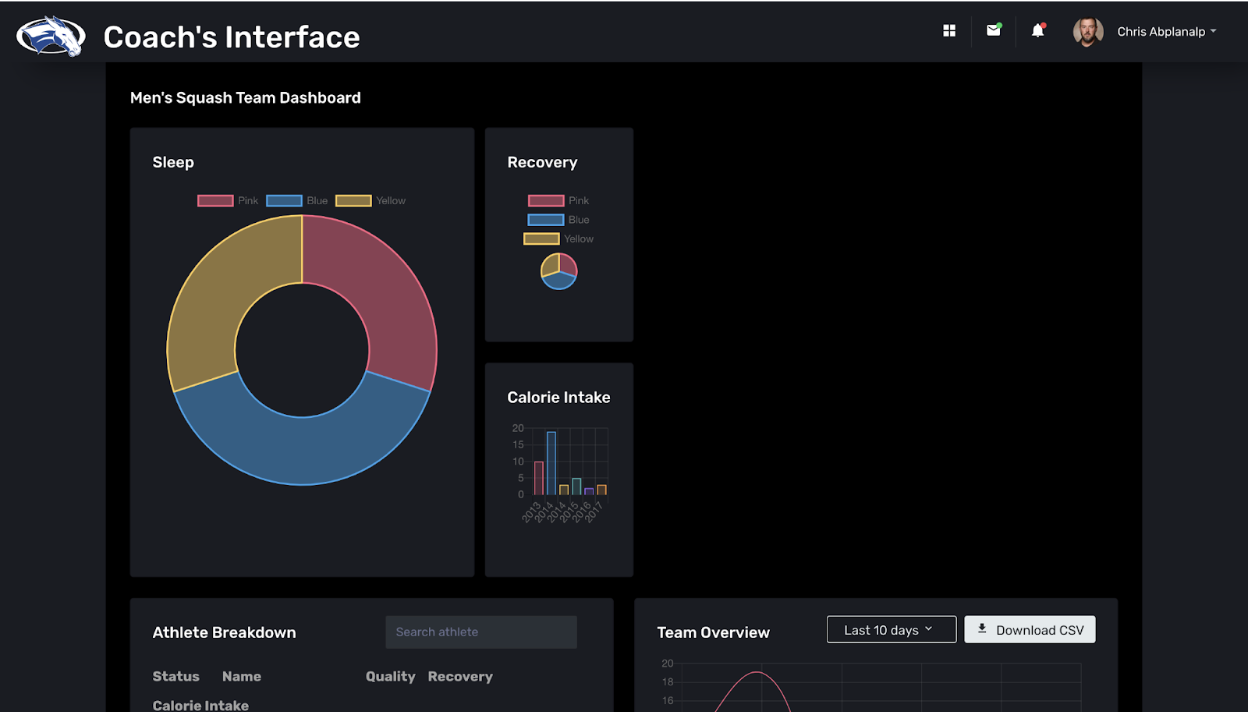 Coach's Interface
Chris Abplanalp
Men's Squash Team Dashboard
Sleep
Pink Blue Yellow
Recovery
Pink
Blue
Yellow
Calorie Intake
20
15
10
5
0
2013 2014 2014 2015 2016 2017
Athlete Breakdown
Search athlete
Status Name Quality Recovery
Calorie Intake
Team Overview
Last 10 days
Download CSV
20
18
16